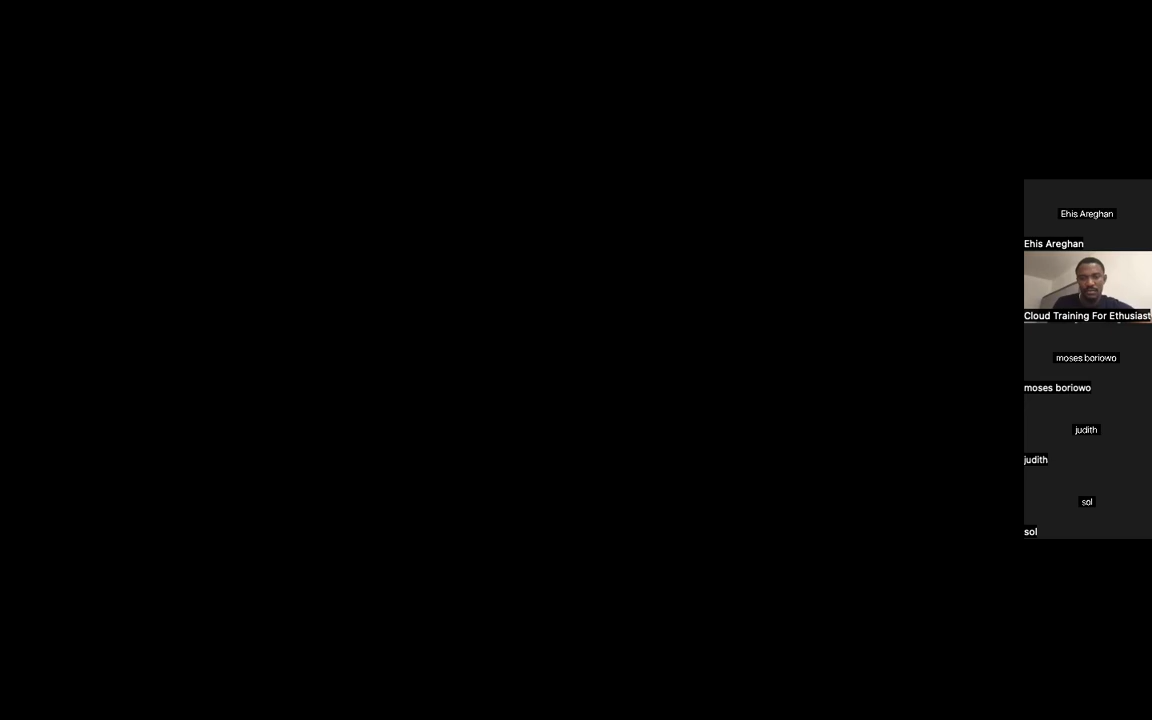 Ehis Areghan
Ehis Areghan
Cloud Training For Ethusiast
moses boriowo
moses boriowo
judith
judith
sol
sol